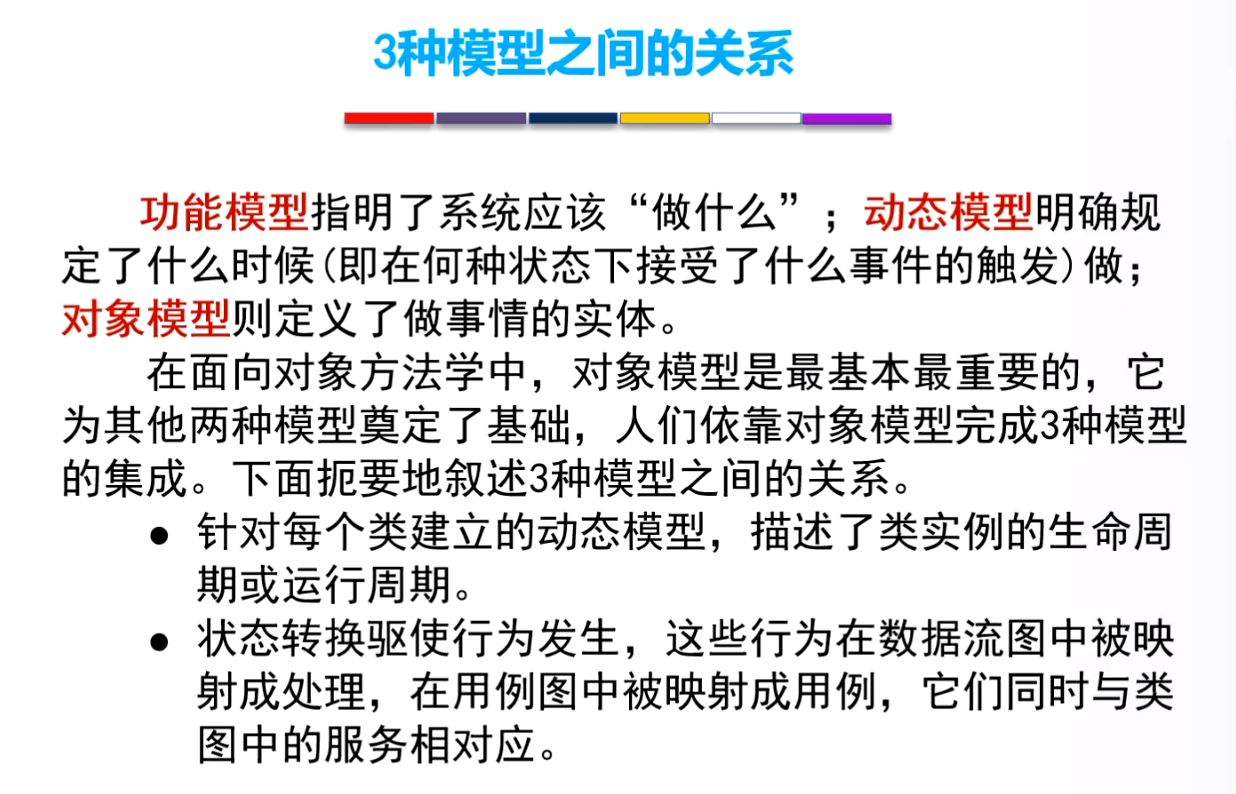 3种模型之间的关系
功能模型指明了系统应该“做什么”；动态模型明确规
定了什么时候(即在何种状态下接受了什么事件的触发)做；
对象模型则定义了做事情的实体。
在面向对象方法学中，对象模型是最基本最重要的，它
为其他两种模型奠定了基础，人们依靠对象模型完成3种模型
的集成。下面扼要地叙述3种模型之间的关系。
● 针对每个类建立的动态模型，描述了类实例的生命周
期或运行周期。
● 状态转换驱使行为发生，这些行为在数据流图中被映
射成处理，在用例图中被映射成用例，它们同时与类
图中的服务相对应。